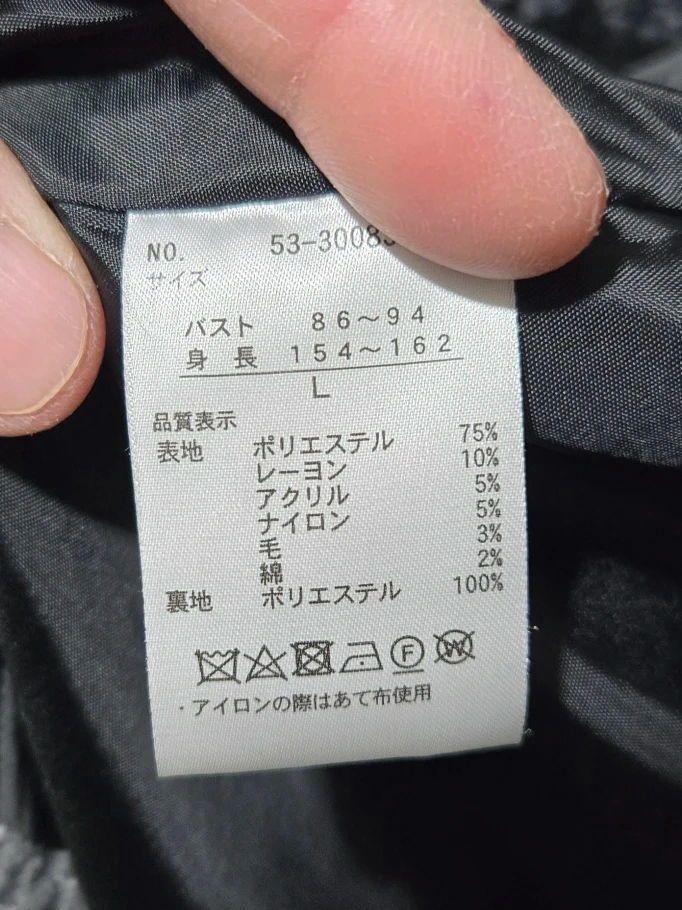 NO. 53-3008
サイズ
バスト 86～94
身 長 154～162
L
品質表示
表地 ポリエステル 75%
レーヨン 10%
アクリル 5%
ナイロン 5%
毛 3%
綿 2%
裏地 ポリエステル 100%
F W
・アイロンの際はあて布使用